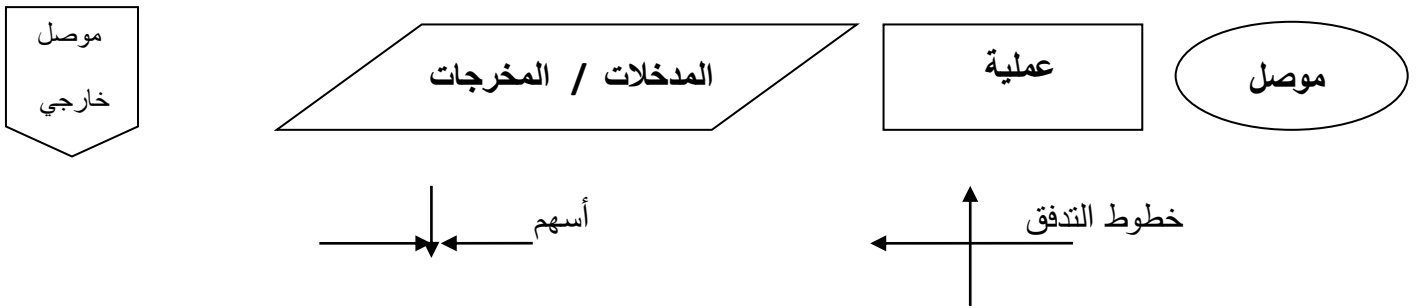 موصل
عملية
المدخلات / المخرجات
موصل
خارجي
خطوط التدفق
أسهم